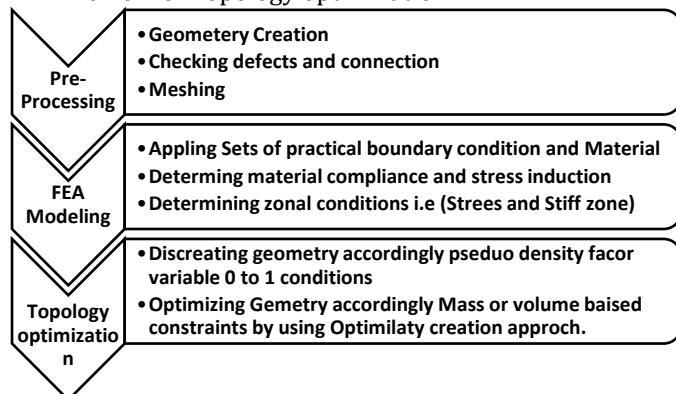 Pre-
Processing
•Geometery Creation
•Checking defects and connection
•Meshing
FEA
Modeling
•Appling Sets of practical boundary condition and Material
•Determing material compliance and stress induction
•Determining zonal conditions i.e (Strees and Stiff zone)
Topology
optimizatio
n
•Discreating geometry accordingly pseduo density facor
variable 0 to 1 conditions
•Optimizing Gemetry accordingly Mass or volume baised
constraints by using Optimilaty creation approch.